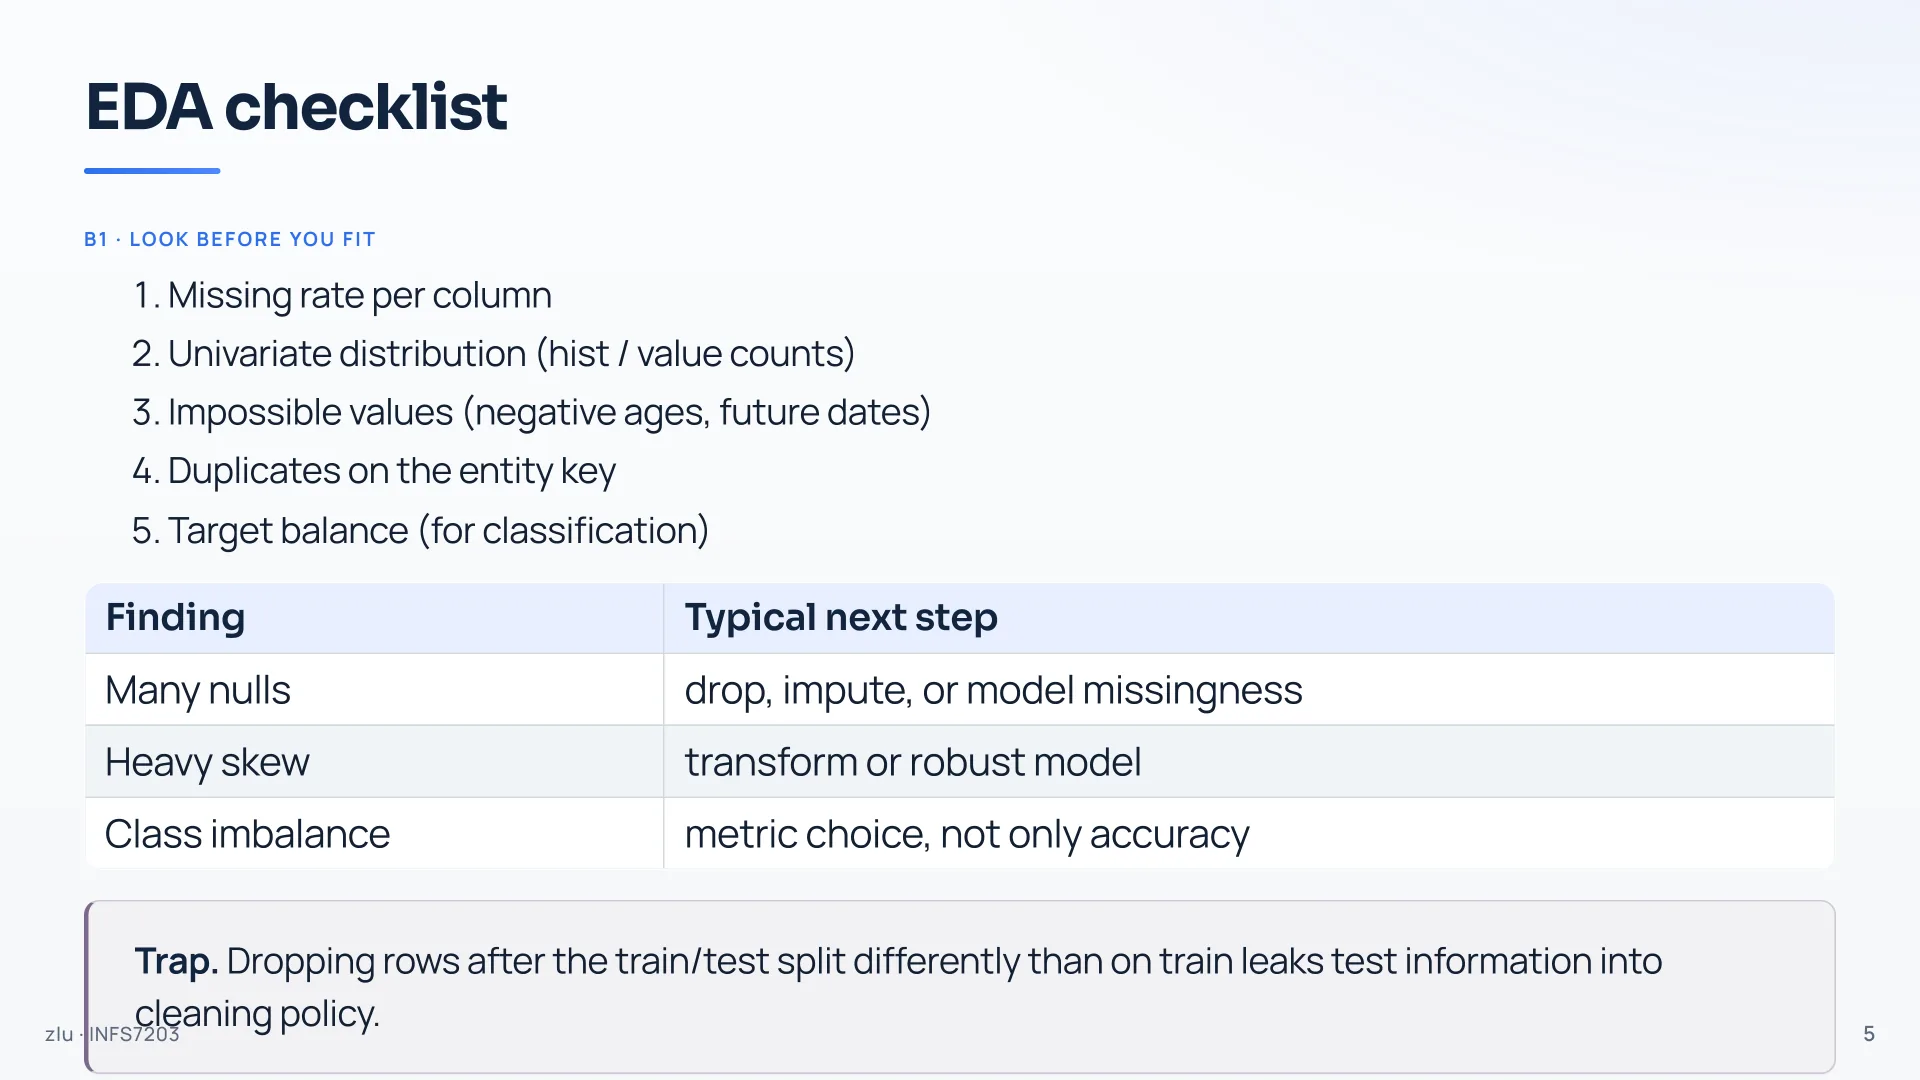 EDA checklist
B1 · LOOK BEFORE YOU FIT
1. Missing rate per column
2. Univariate distribution (hist / value counts)
3. Impossible values (negative ages, future dates)
4. Duplicates on the entity key
5. Target balance (for classification)
Finding Typical next step
Many nulls drop, impute, or model missingness
Heavy skew transform or robust model
Class imbalance metric choice, not only accuracy
Trap. Dropping rows after the train/test split differently than on train leaks test information into
cleaning policy.
zlu · INFS7203
5